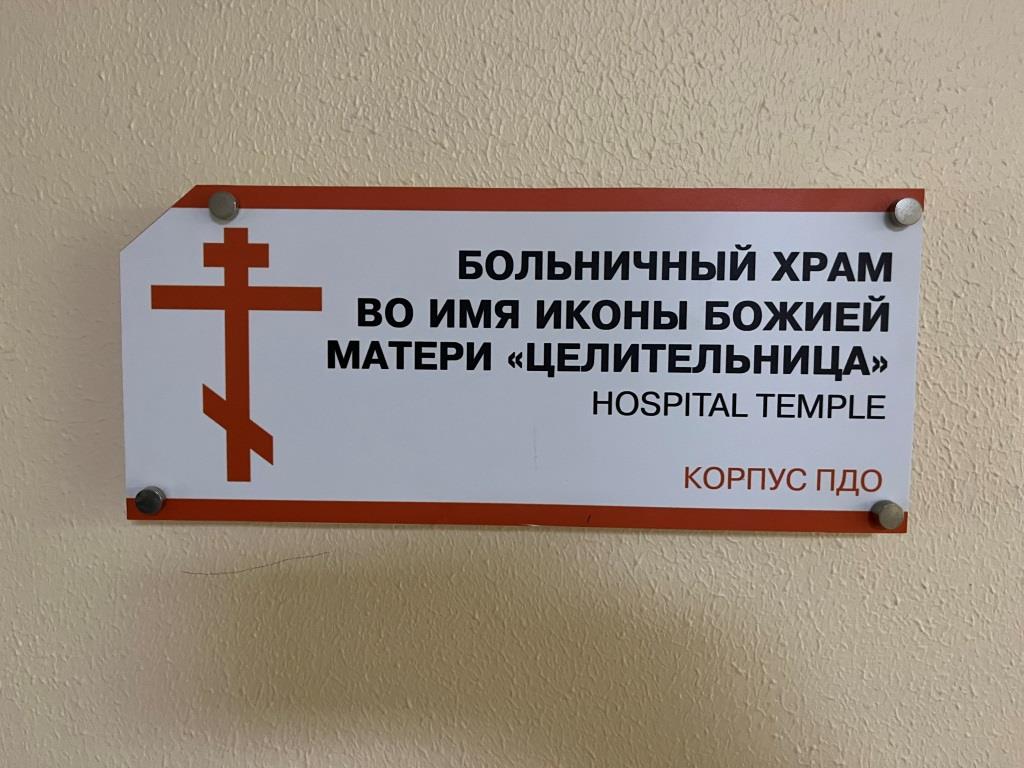 БОЛЬНИЧНЫЙ ХРАМ
ВО ИМЯ ИКОНЫ БОЖИЕЙ
МАТЕРИ «ЦЕЛИТЕЛЬНИЦА»
HOSPITAL TEMPLE
КОРПУС ПДО